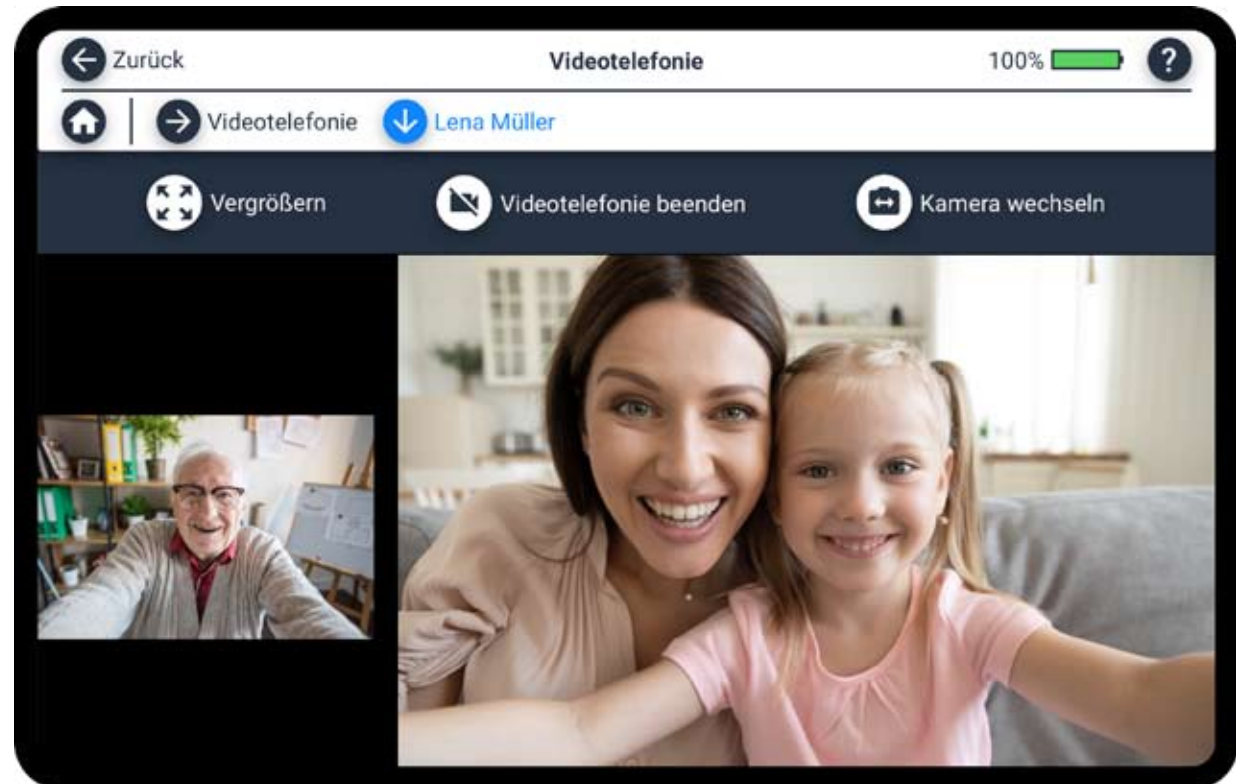 Zurück
Videotelefonie
100%
?
Videotelefonie
Lena Müller
Vergrößern
Videotelefonie beenden
Kamera wechseln